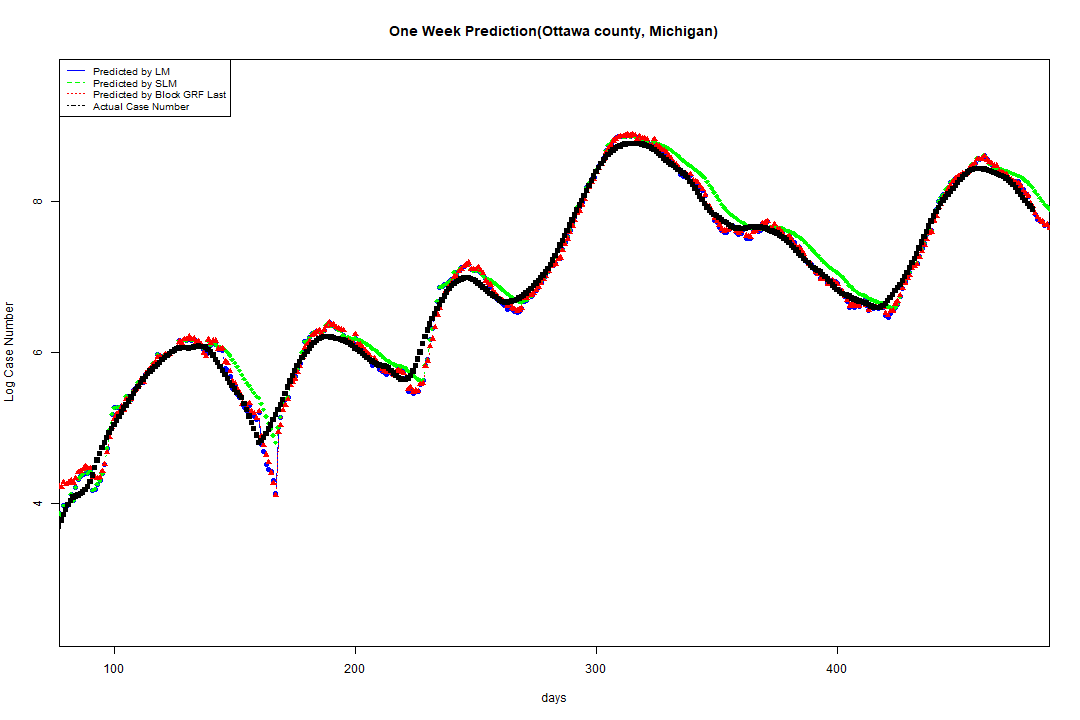 One Week Prediction(Ottawa county, Michigan)
Predicted by LM
Predicted by SLM
Predicted by Block GRF Last
Actual Case Number
8
6
4
Log Case Number
100 200 300 400
days